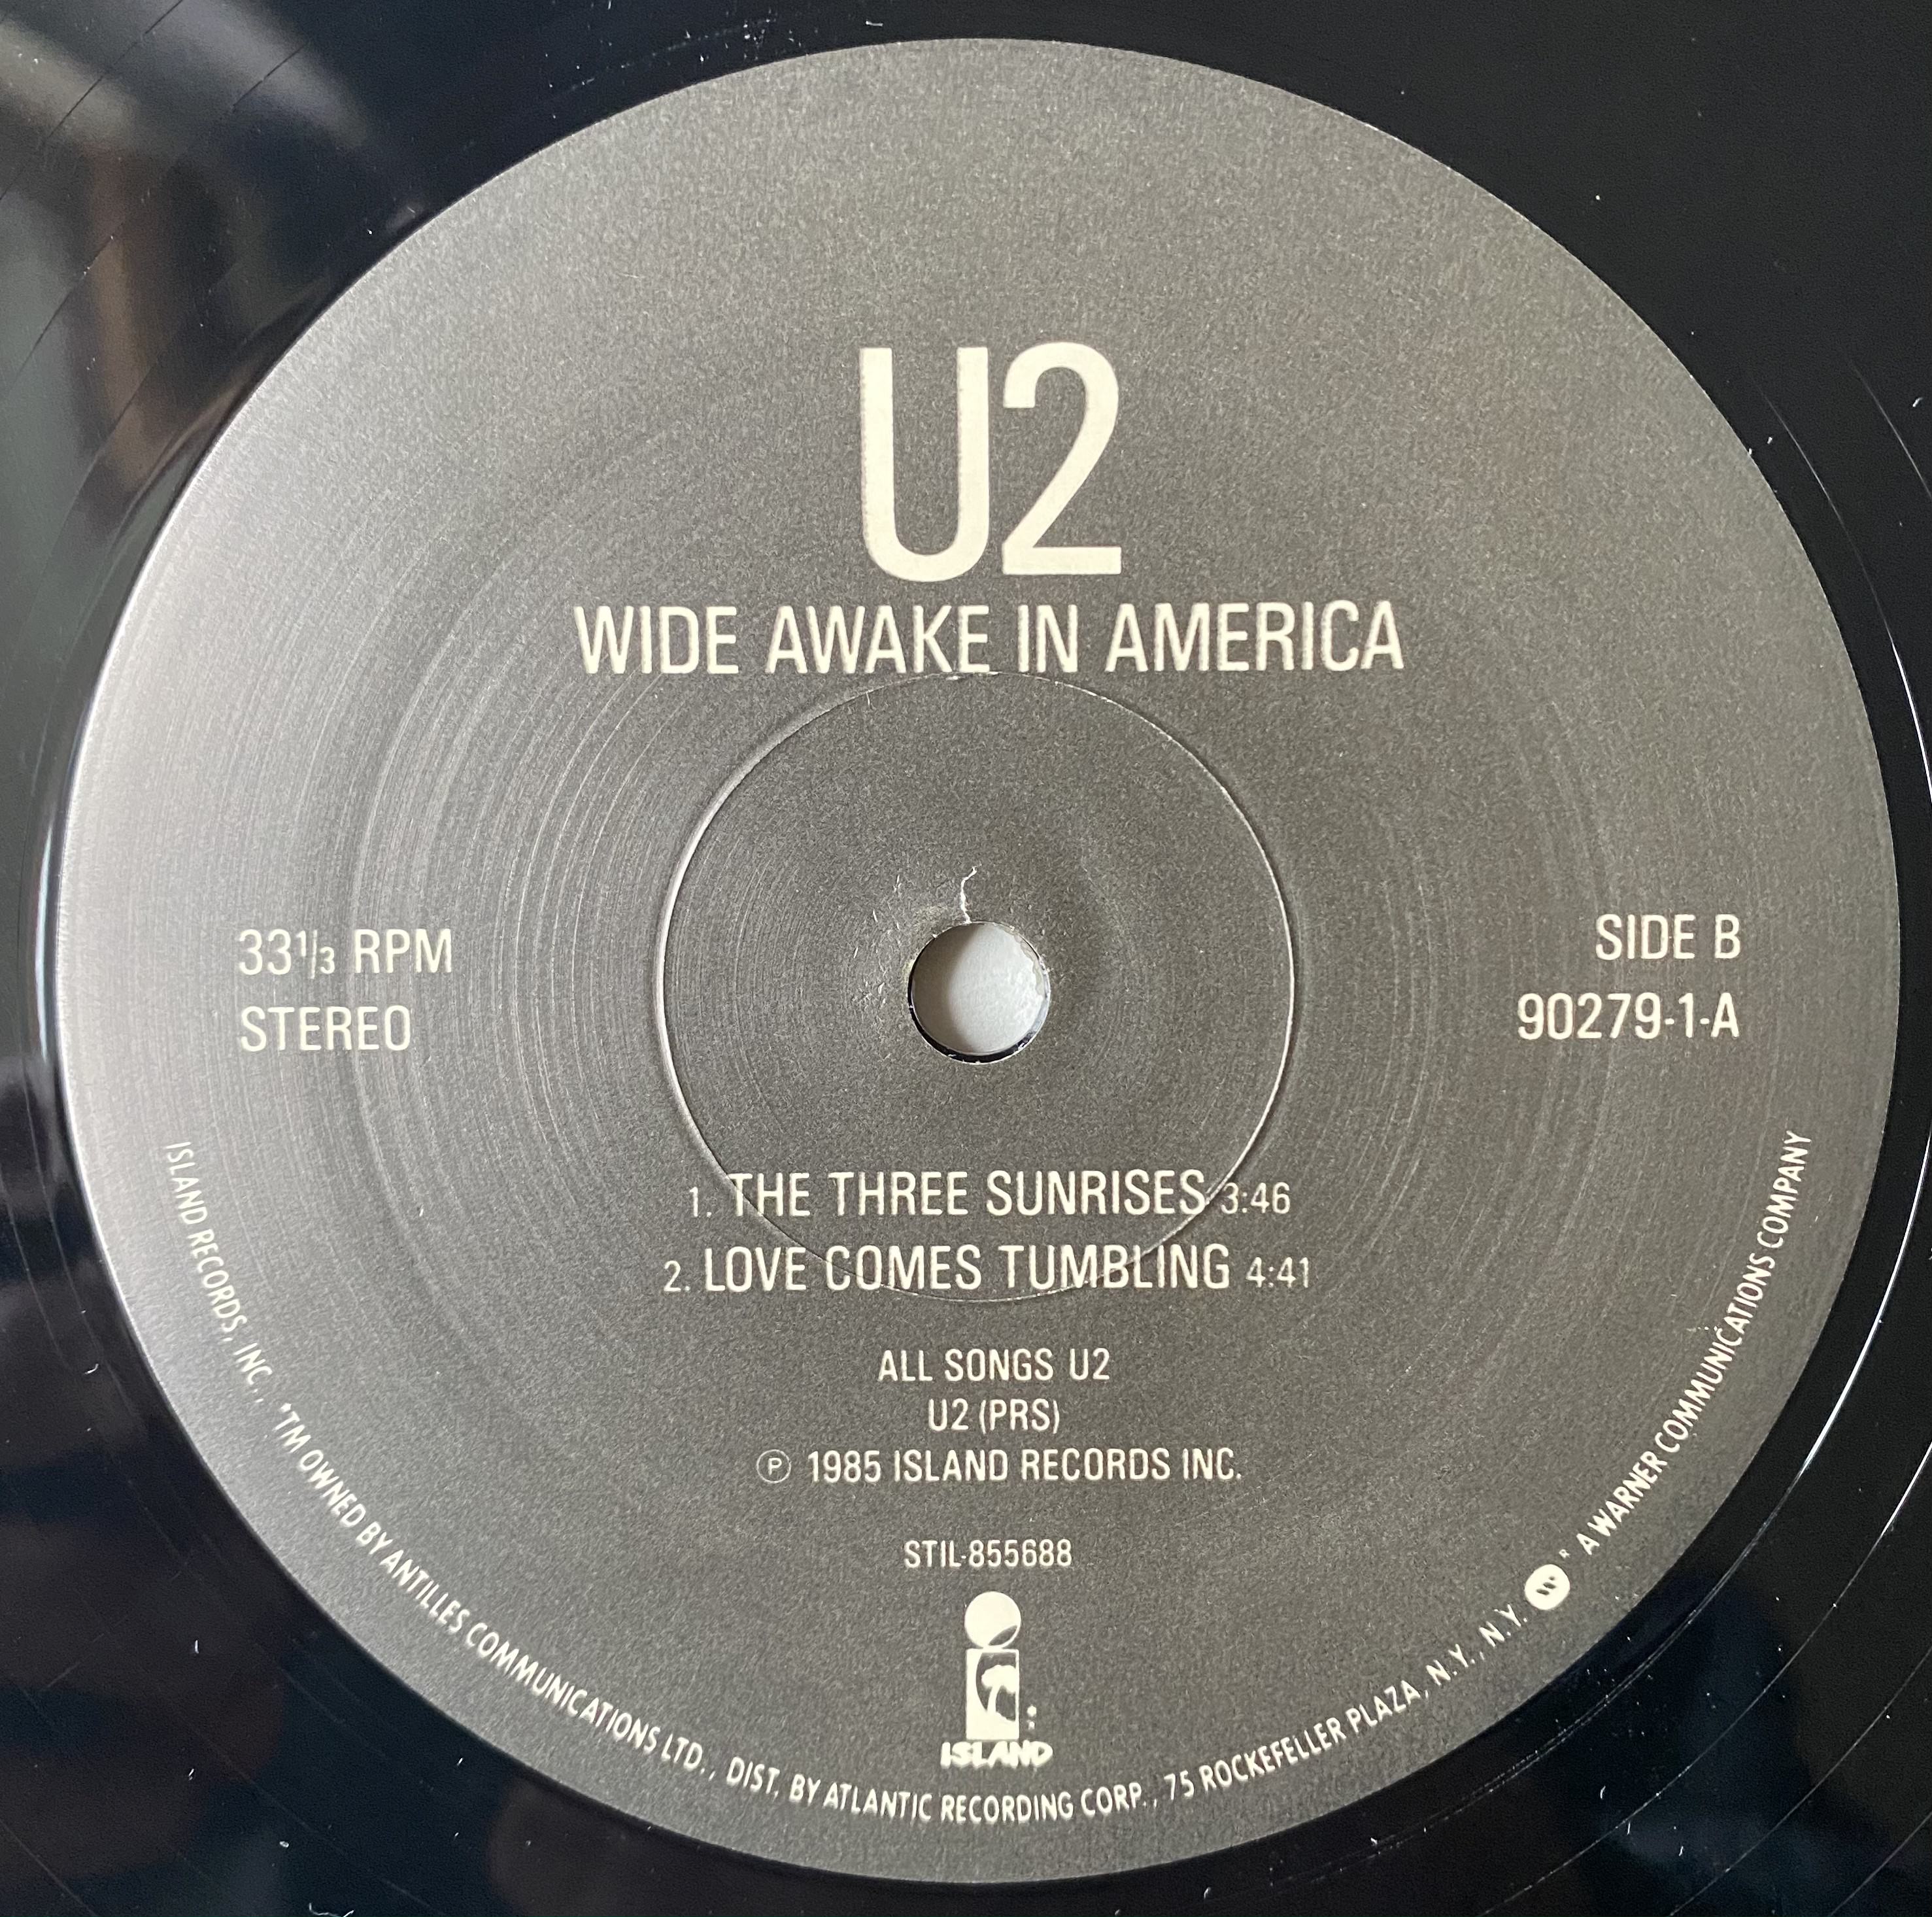 U2
WIDE AWAKE IN AMERICA
33 1/3 RPM
STEREO
SIDE B
90279-1-A
1. THE THREE SUNRISES 3:46
2. LOVE COMES TUMBLING 4:41
ALL SONGS U2
U2 (PRS)
Ⓟ 1985 ISLAND RECORDS INC.
STIL-855688
ISLAND
ISLAND RECORDS, INC., *TM OWNED BY ANTILLES COMMUNICATIONS LTD., DIST. BY ATLANTIC RECORDING CORP., 75 ROCKEFELLER PLAZA, N.Y., N.Y. W ® A WARNER COMMUNICATIONS COMPANY